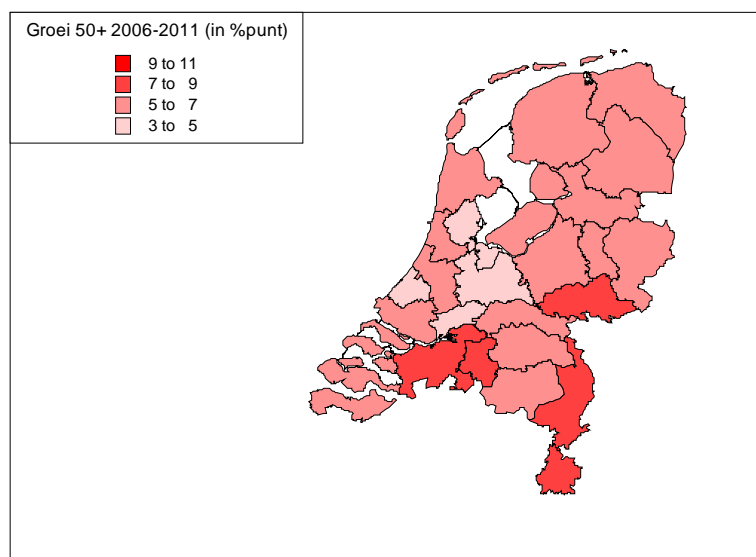 Groei 50+ 2006-2011 (in %punt)
9 to 11
7 to 9
5 to 7
3 to 5